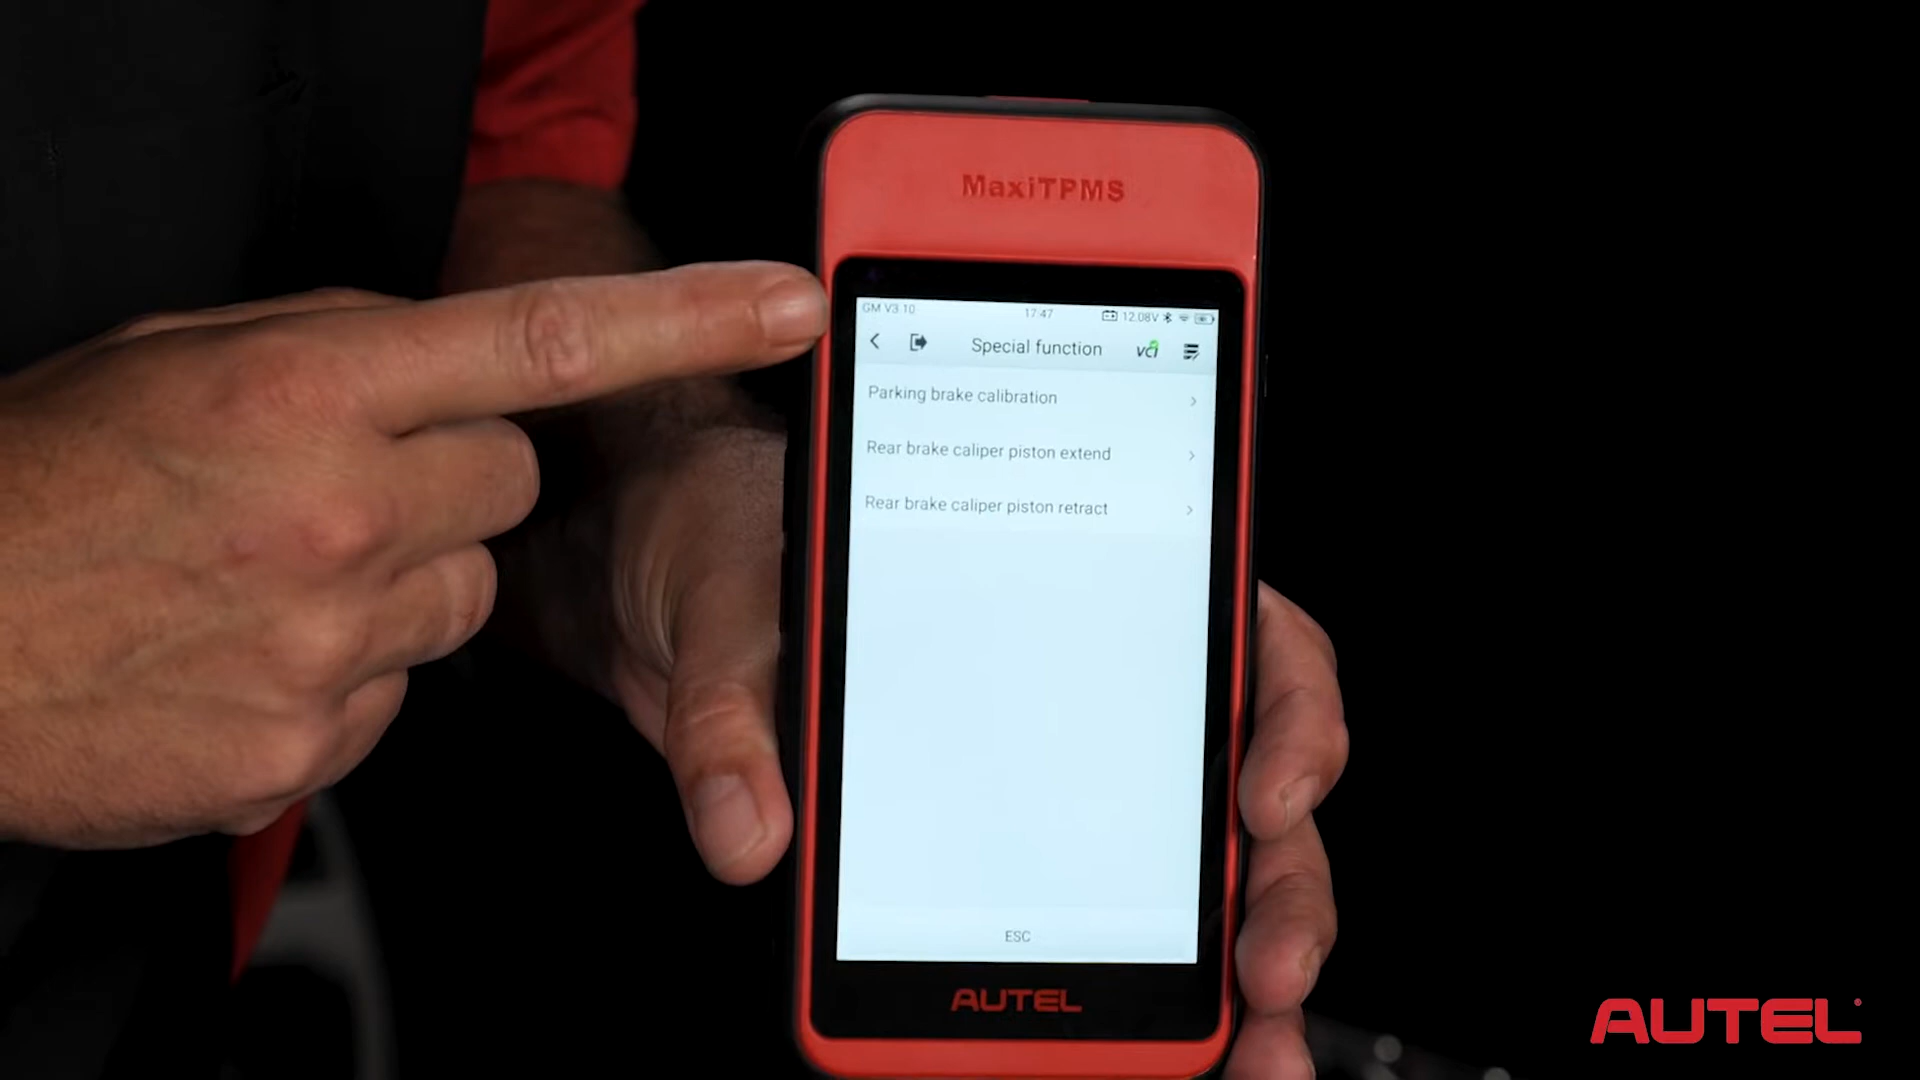 MaxiTPMS
GM V3.10 17:47 12.08V
Special function VCI
Parking brake calibration
Rear brake caliper piston extend
Rear brake caliper piston retract
ESC
AUTEL
AUTEL